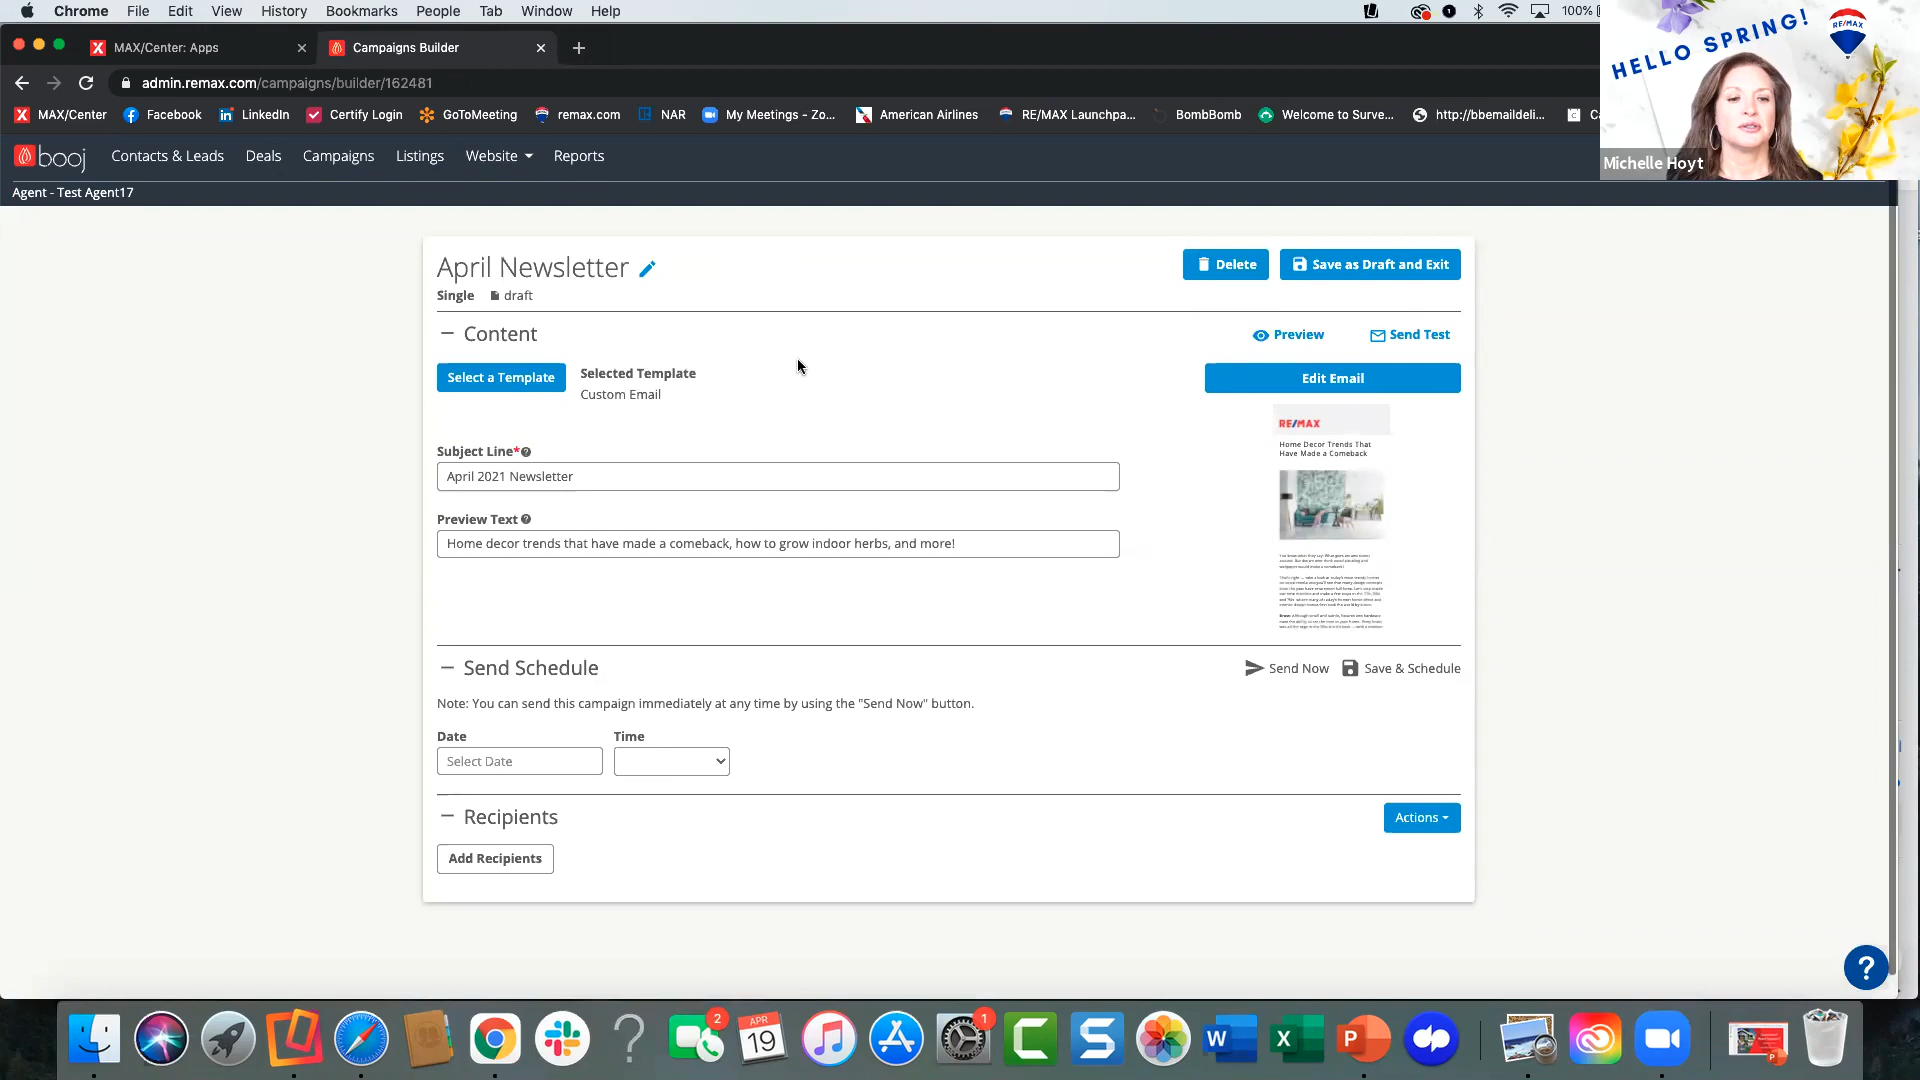 Chrome File Edit View History Bookmarks People Tab Window Help
100%
HELLO SPRING!
RE/MAX
MAX/Center: Apps
Campaigns Builder
admin.remax.com/campaigns/builder/162481
MAX/Center Facebook LinkedIn Certify Login GoToMeeting remax.com NAR My Meetings - Zo... American Airlines RE/MAX Launchpa... BombBomb Welcome to Surve... http://bbemaildeli...
Michelle Hoyt
booj Contacts & Leads Deals Campaigns Listings Website Reports
Agent - Test Agent17
April Newsletter
Delete
Save as Draft and Exit
Single draft
Content
Preview
Send Test
Select a Template
Selected Template
Custom Email
Edit Email
RE/MAX
Home Decor Trends That
Have Made a Comeback
Subject Line*
April 2021 Newsletter
Preview Text
Home decor trends that have made a comeback, how to grow indoor herbs, and more!
Send Schedule
Send Now
Save & Schedule
Note: You can send this campaign immediately at any time by using the "Send Now" button.
Date
Time
Select Date
Recipients
Actions
Add Recipients
?
2
APR
19
1
C
S
W
X
P